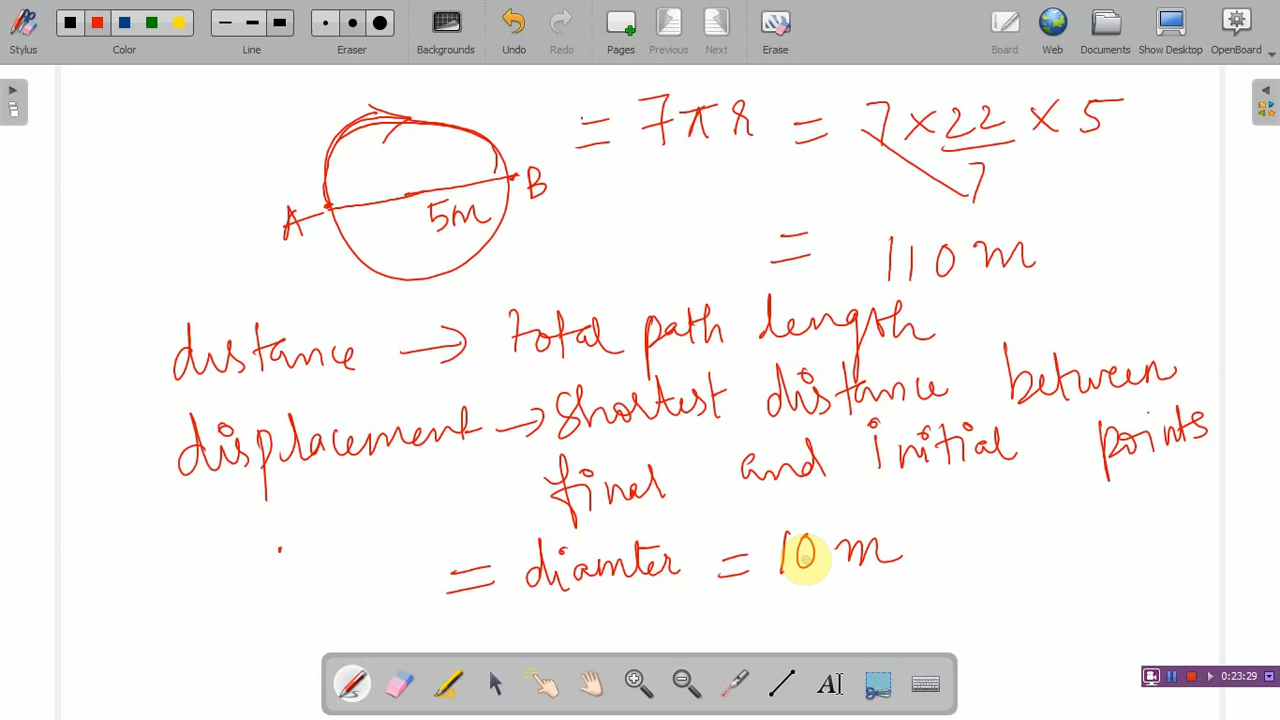 Stylus Color Line Eraser Backgrounds Undo Redo Pages Previous Next Erase Board Web Documents Show Desktop OpenBoard
= 7πr = 7 × 22/7 × 5
A 5m B
= 110 m
distance → total path length
displacement → shortest distance between
final and initial points
= diamter = 10 m
AI
0:23:29